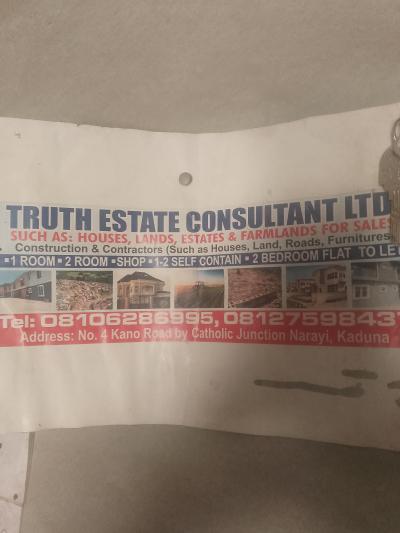 TRUTH ESTATE CONSULTANT LTD
SUCH AS: HOUSES, LANDS, ESTATES & FARMLANDS FOR SALE
Construction & Contractors (Such as Houses, Land, Roads, Furnitures
•1 ROOM •2 ROOM •SHOP •1-2 SELF CONTAIN •2 BEDROOM FLAT TO LE
Tel: 08106286995, 0812759843
Address: No. 4 Kano Road by Catholic Junction Narayi, Kaduna